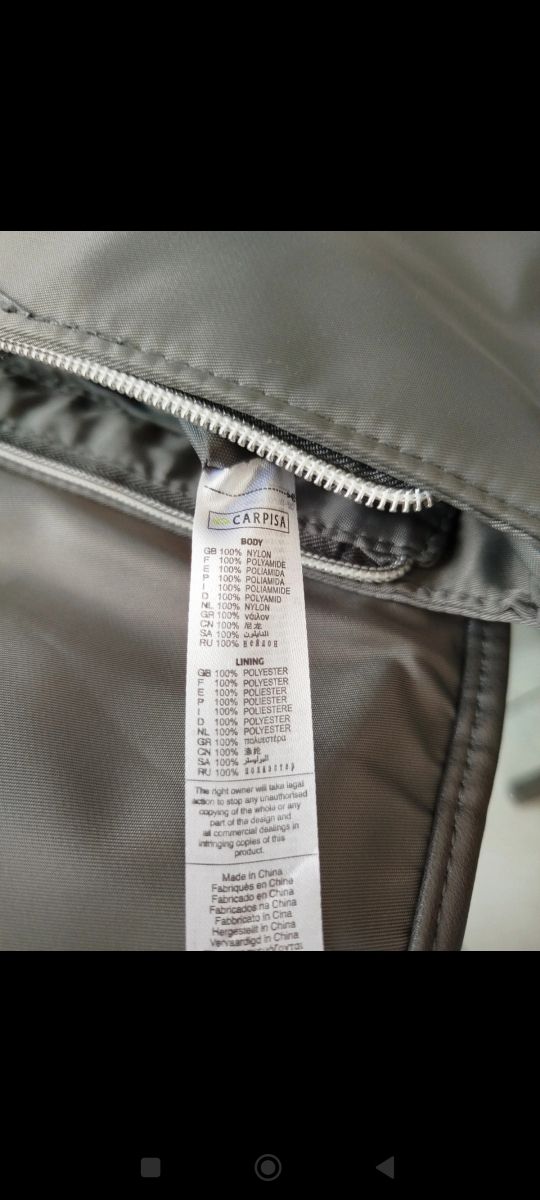 CARPISA
BODY
GB 100% NYLON
F 100% POLYAMIDE
E 100% POLIAMIDA
P 100% POLIAMIDA
I 100% POLIAMMIDE
D 100% POLYAMID
NL 100% NYLON
GR 100% νάιλον
CN 100% 尼龙
SA 100% النايلون
RU 100% нейлон
LINING
GB 100% POLYESTER
F 100% POLYESTER
E 100% POLIESTER
P 100% POLIESTER
I 100% POLIESTERE
D 100% POLYESTER
NL 100% POLYESTER
GR 100% πολυεστέρα
CN 100%
SA 100% البوليستر
RU 100% полиэстер
The right owner will take legal
action to stop any unauthorised
copying of the whole or any
part of the design and
all commercial dealings in
infringing copies of this
product.
Made in China
Fabriqués en Chine
Fabricado en China
Fabricados na China
Fabbricato in Cina
Hergestellt in China
Vervaardigd in China